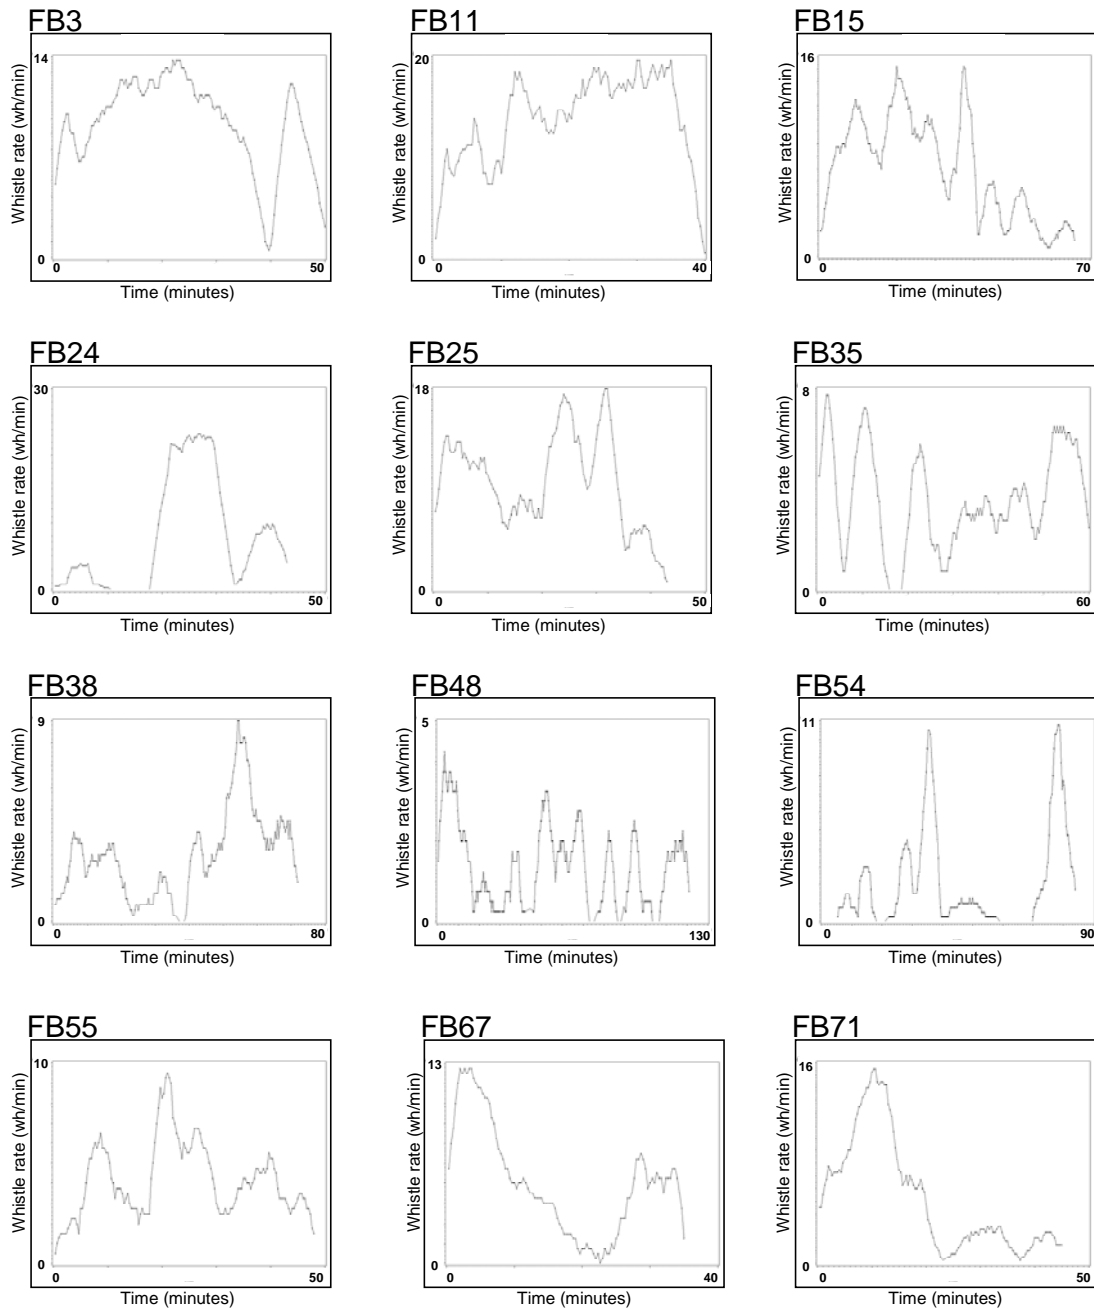 FB3
14
Whistle rate (wh/min)
0
0 50
Time (minutes)
FB11
20
Whistle rate (wh/min)
0
0 40
Time (minutes)
FB15
16
Whistle rate (wh/min)
0
0 70
Time (minutes)
FB24
30
Whistle rate (wh/min)
0
0 50
Time (minutes)
FB25
18
Whistle rate (wh/min)
0
0 50
Time (minutes)
FB35
8
Whistle rate (wh/min)
0
0 60
Time (minutes)
FB38
9
Whistle rate (wh/min)
0
0 80
Time (minutes)
FB48
5
Whistle rate (wh/min)
0
0 130
Time (minutes)
FB54
11
Whistle rate (wh/min)
0
0 90
Time (minutes)
FB55
10
Whistle rate (wh/min)
0
0 50
Time (minutes)
FB67
13
Whistle rate (wh/min)
0
0 40
Time (minutes)
FB71
16
Whistle rate (wh/min)
0
0 50
Time (minutes)